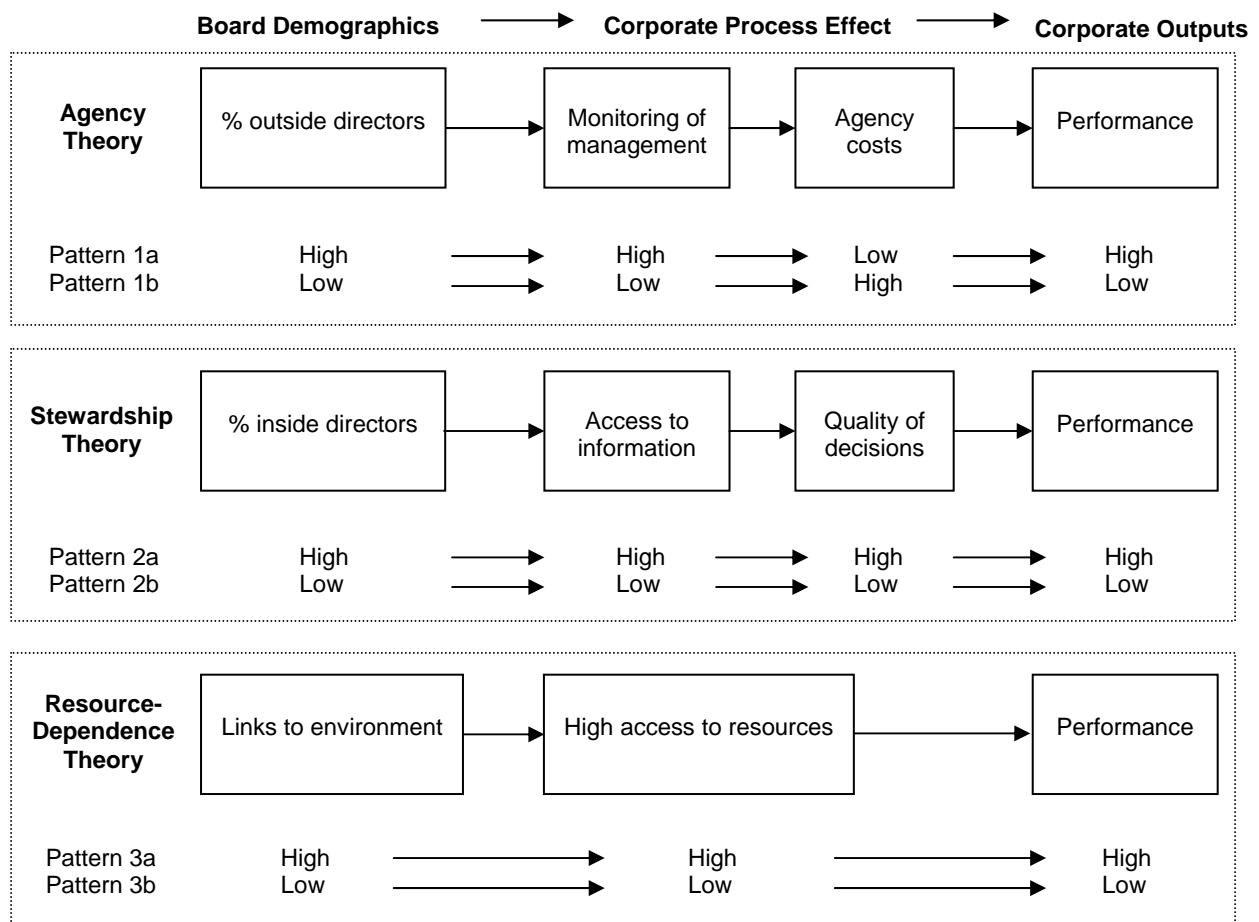 Board Demographics Corporate Process Effect Corporate Outputs
Agency
Theory
% outside directors
Monitoring of
management
Agency
costs
Performance
Pattern 1a High High Low High
Pattern 1b Low Low High Low
Stewardship
Theory
% inside directors
Access to
information
Quality of
decisions
Performance
Pattern 2a High High High High
Pattern 2b Low Low Low Low
Resource-
Dependence
Theory
Links to environment
High access to resources
Performance
Pattern 3a High High High
Pattern 3b Low Low Low